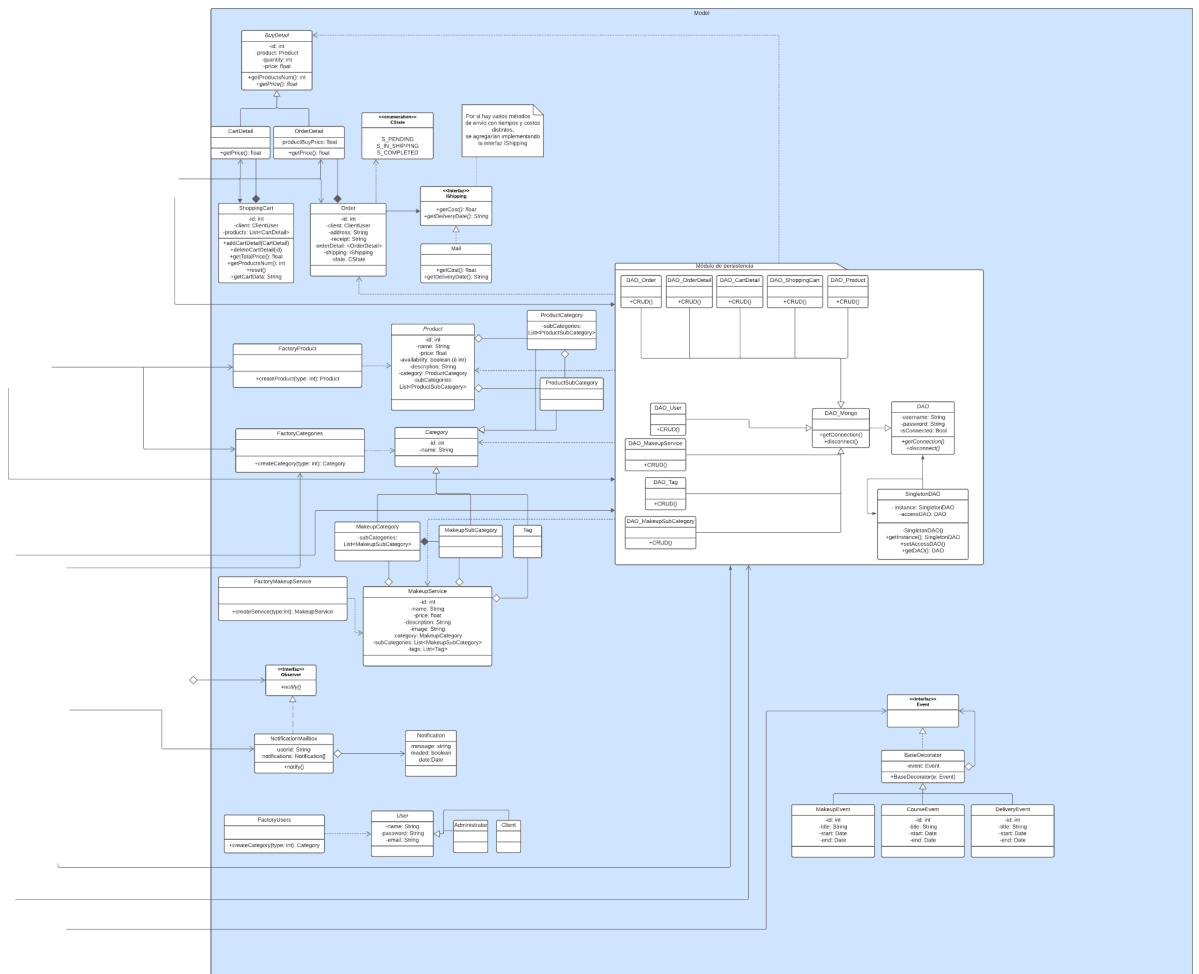 Model
BuyDetail
-id: int
-product: Product
-quantity: int
-price: float
+getProductsNum(): int
+getPrice(): float
CartDetail
+getPrice(): float
OrderDetail
productBuyPrice: float
+getPrice(): float
<<enumeration>>
CState
S_PENDING
S_IN_SHIPPING
S_COMPLETED
Por si hay varios métodos
de envío con tiempos y costos
distintos,
se agregarían implementando
la interfaz IShipping
ShoppingCart
-id: int
-client: ClientUser
-products: List<CartDetail>
+addCartDetail(CartDetail)
+deleteCartDetail(id)
+getTotalPrice(): float
+getProductsNum(): int
+reset()
+getCartData: String
Order
-id: int
-client: ClientUser
-address: String
-receipt: String
-orderDetail: <OrderDetail>
-shipping: IShipping
-state: CState
<<Interfaz>>
IShipping
+getCost(): float
+getDeliveryDate(): String
Mail
+getCost(): float
+getDeliveryDate(): String
Módulo de persistencia
DAO_Order
+CRUD()
DAO_OrderDetail
+CRUD()
DAO_CartDetail
+CRUD()
DAO_ShoppingCart
+CRUD()
DAO_Product
+CRUD()
DAO_User
+CRUD()
DAO_MakeupService
+CRUD()
DAO_Tag
+CRUD()
DAO_MakeupSubCategory
+CRUD()
DAO_Mongo
+getConnection()
+disconnect()
DAO
-username: String
-password: String
-isConnected: Bool
+getConnection()
+disconnect()
SingletonDAO
- instance: SingletonDAO
-accessDAO: DAO
-SingletonDAO()
+getInstance(): SingletonDAO
+setAccessDAO()
+getDAO(): DAO
FactoryProduct
+createProduct(type: int): Product
Product
-id: int
-name: String
-price: float
-availability: boolean (ó int)
-description: String
-category: ProductCategory
-subCategories:
List<ProductSubCategory>
ProductCategory
-subCategories:
List<ProductSubCategory>
ProductSubCategory
FactoryCategories
+createCategory(type: int): Category
Category
-id: int
-name: String
MakeupCategory
-subCategories:
List<MakeupSubCategory>
MakeupSubCategory
Tag
FactoryMakeupService
+createService(type:int): MakeupService
MakeupService
-id: int
-name: String
-price: float
-description: String
-image: String
category: MakeupCategory
-subCategories: List<MakeupSubCategory>
-tags: List<Tag>
<<Interfaz>>
Observer
+notify()
NotificationMailbox
userId: String
notifications: Notification[]
+notify()
Notification
message: string
readed: boolean
date:Date
FactoryUsers
+createCategory(type: int): Category
User
-name: String
-password: String
-email: String
Administrator
Client
<<Interfaz>>
Event
BaseDecorator
-event: Event
+BaseDecorator(e: Event)
MakeupEvent
-id: int
-title: String
-start: Date
-end: Date
CourseEvent
-id: int
-title: String
-start: Date
-end: Date
DeliveryEvent
-id: int
-title: String
-start: Date
-end: Date